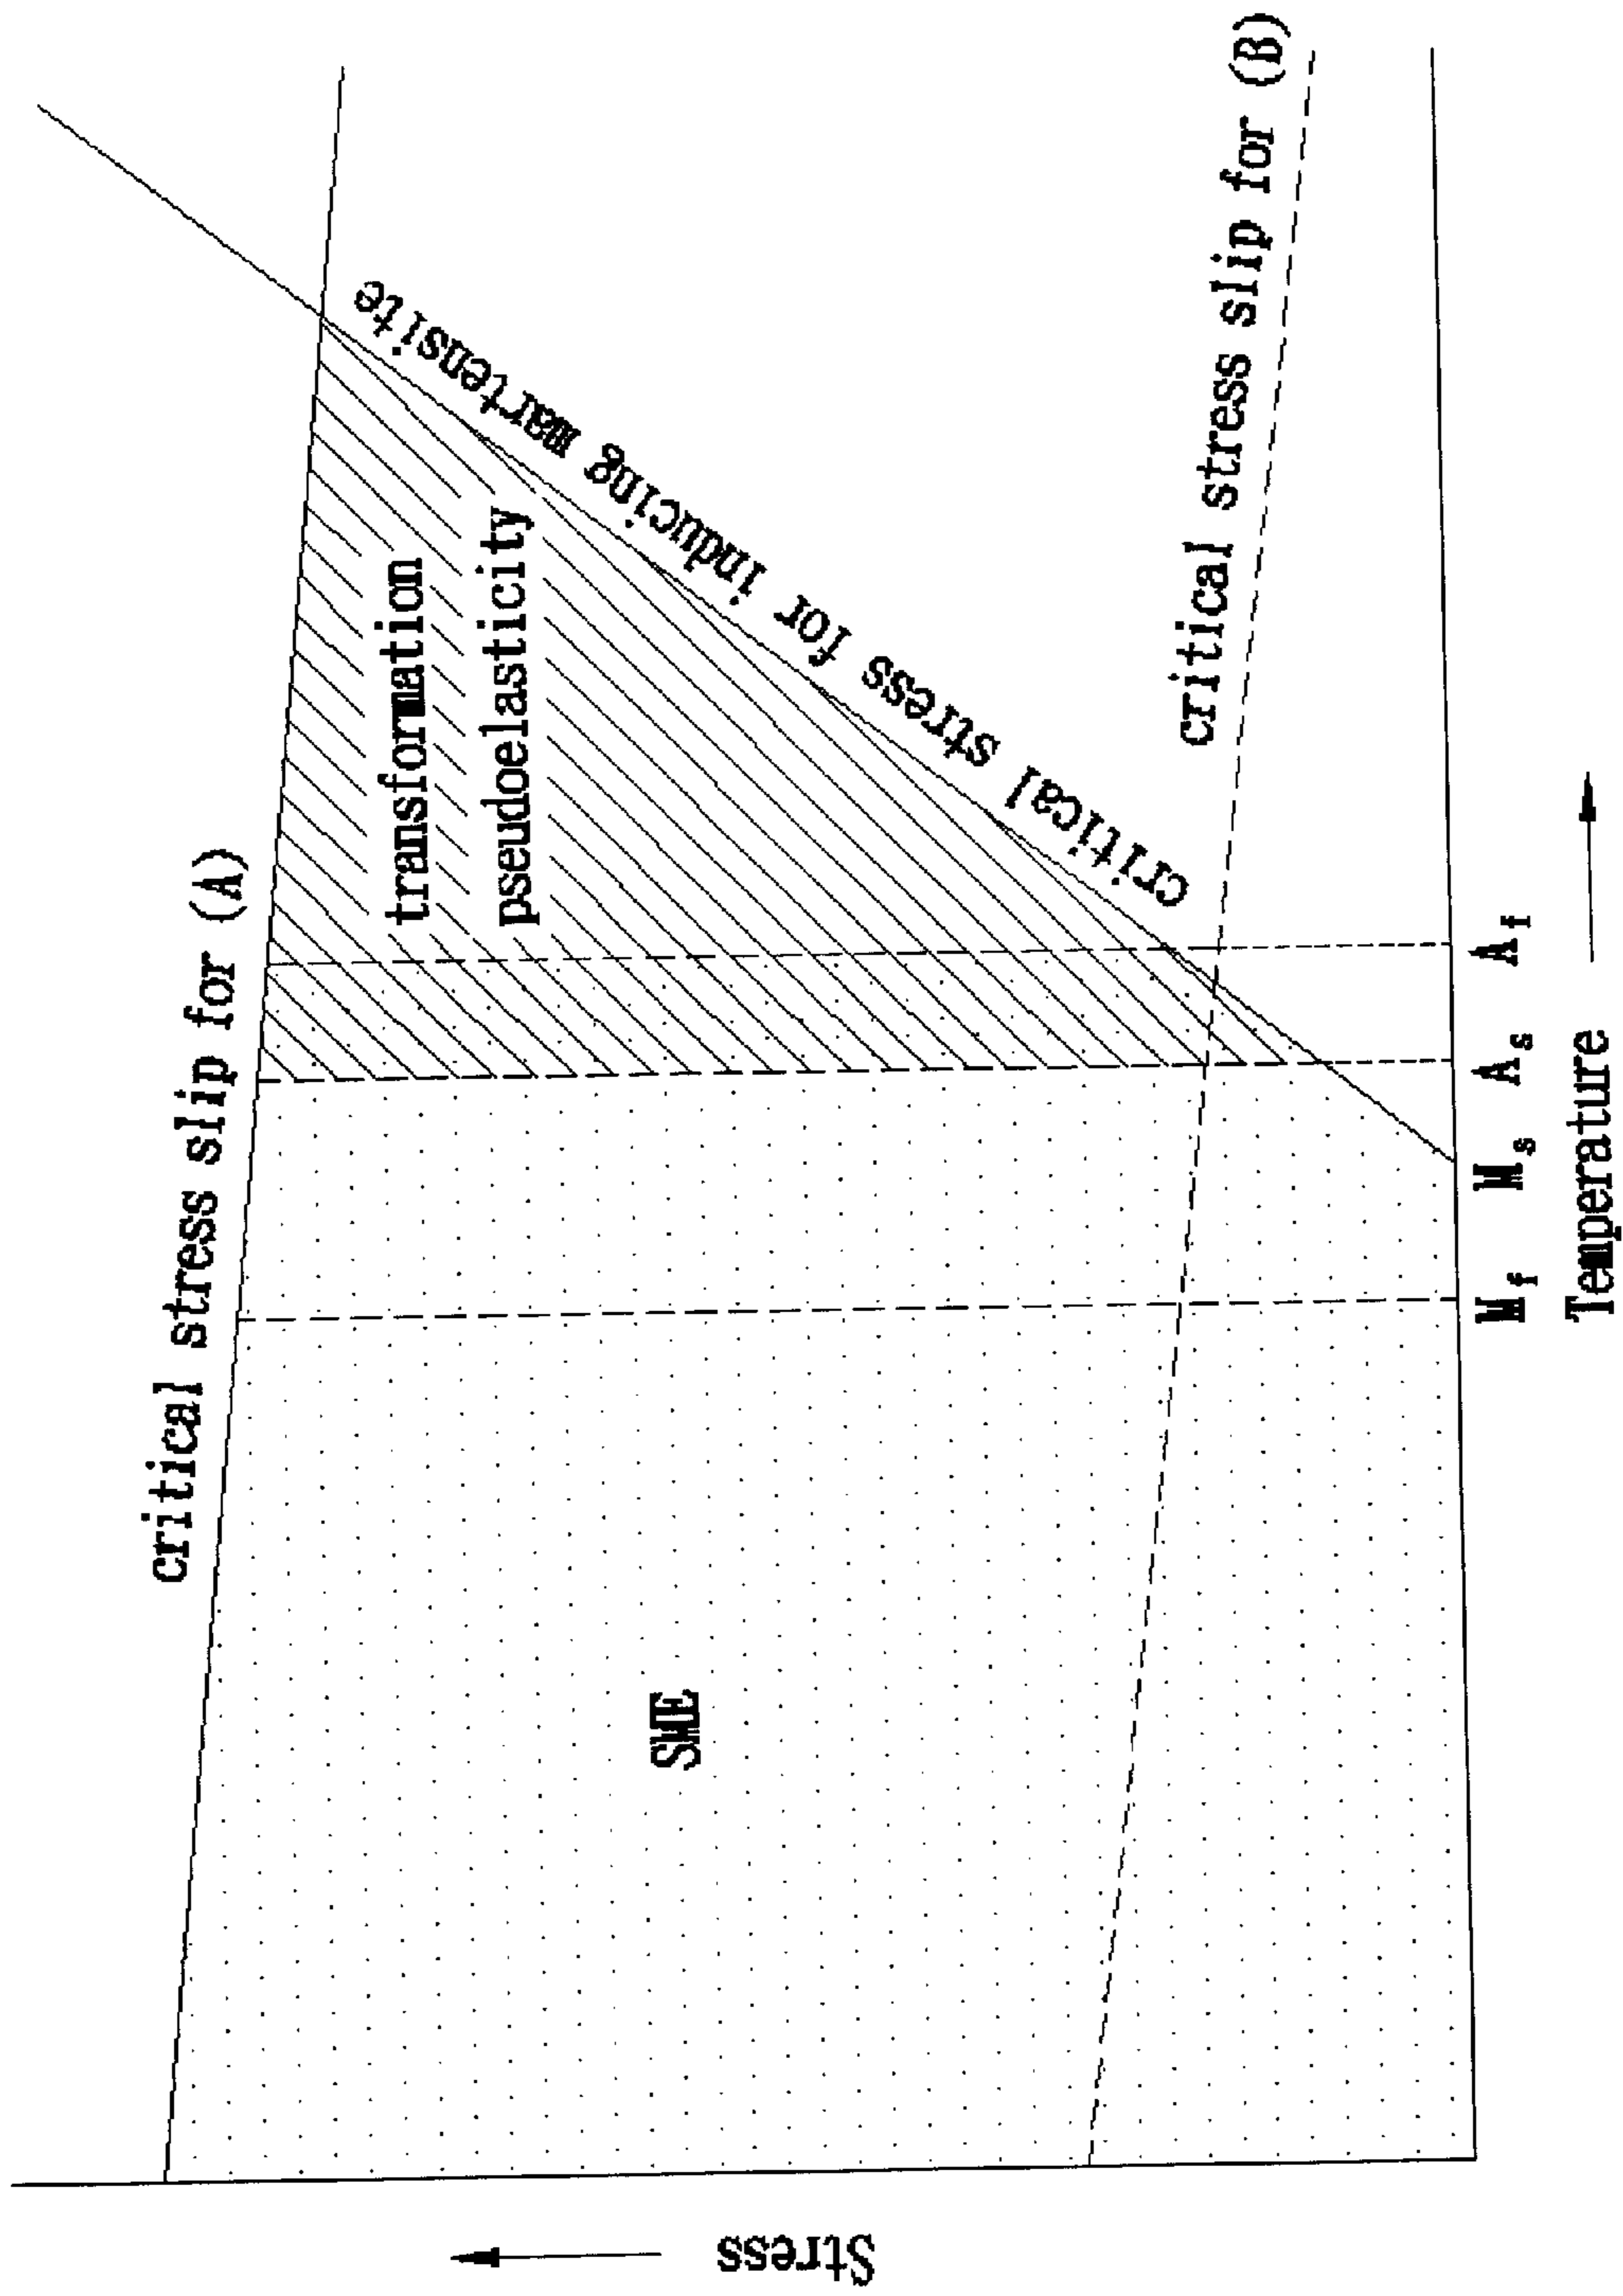 critical stress slip for (A)
transformation
pseudoelasticity
critical stress for inducing martensite
SME
critical stress slip for (B)
Stress
Mf Ms As Af
Temperature